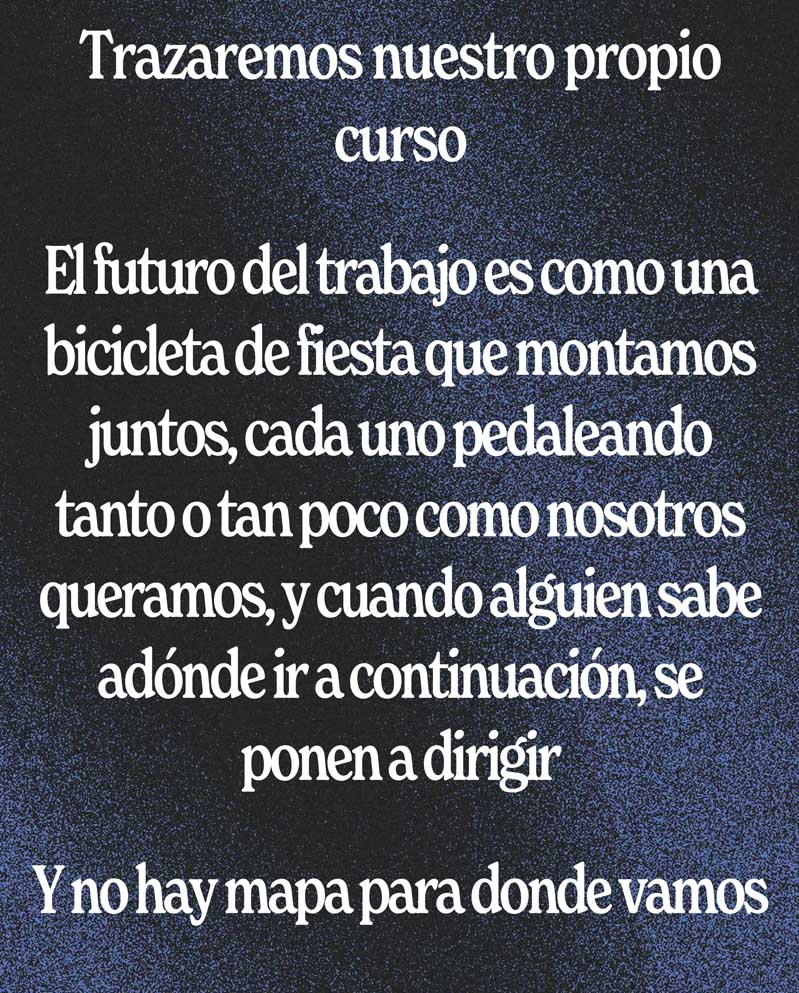 Trazaremos nuestro propio
curso
El futuro del trabajo es como una
bicicleta de fiesta que montamos
juntos, cada uno pedaleando
tanto o tan poco como nosotros
queramos, y cuando alguien sabe
adónde ir a continuación, se
ponen a dirigir
Y no hay mapa para donde vamos